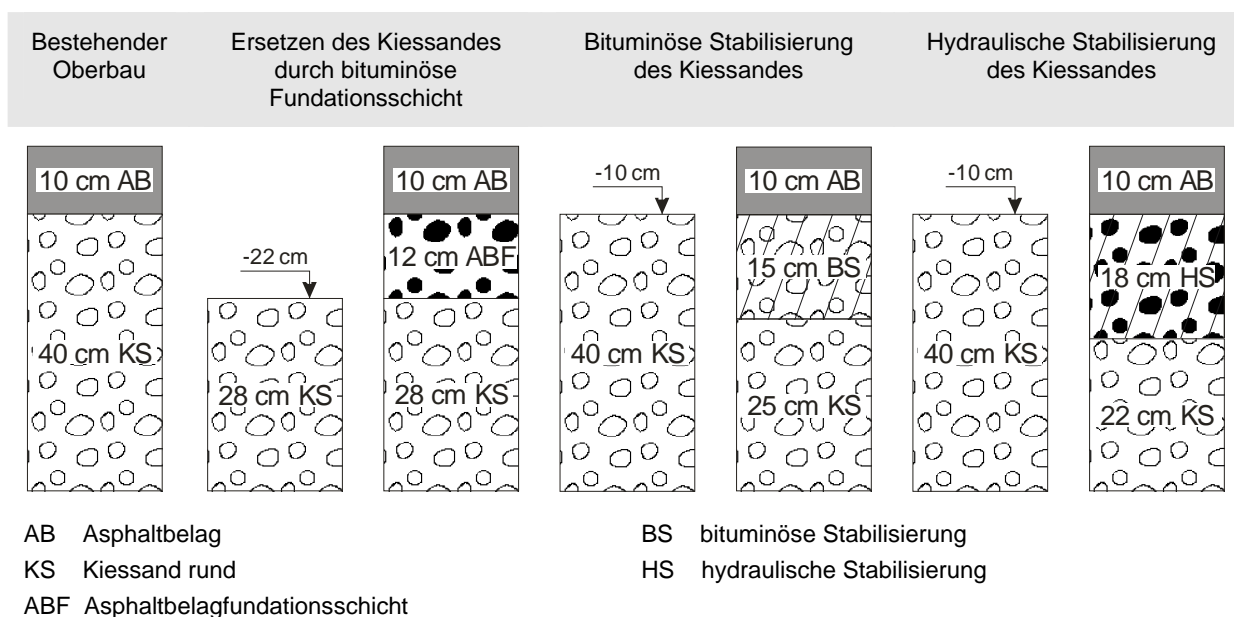 Bestehender
Oberbau
Ersetzen des Kiessandes
durch bituminöse
Fundationsschicht
Bituminöse Stabilisierung
des Kiessandes
Hydraulische Stabilisierung
des Kiessandes
10 cm AB
40 cm KS
-22 cm
28 cm KS
10 cm AB
12 cm ABF
28 cm KS
-10 cm
40 cm KS
10 cm AB
15 cm BS
25 cm KS
-10 cm
40 cm KS
10 cm AB
18 cm HS
22 cm KS
AB Asphaltbelag
KS Kiessand rund
ABF Asphaltbelagfundationsschicht
BS bituminöse Stabilisierung
HS hydraulische Stabilisierung